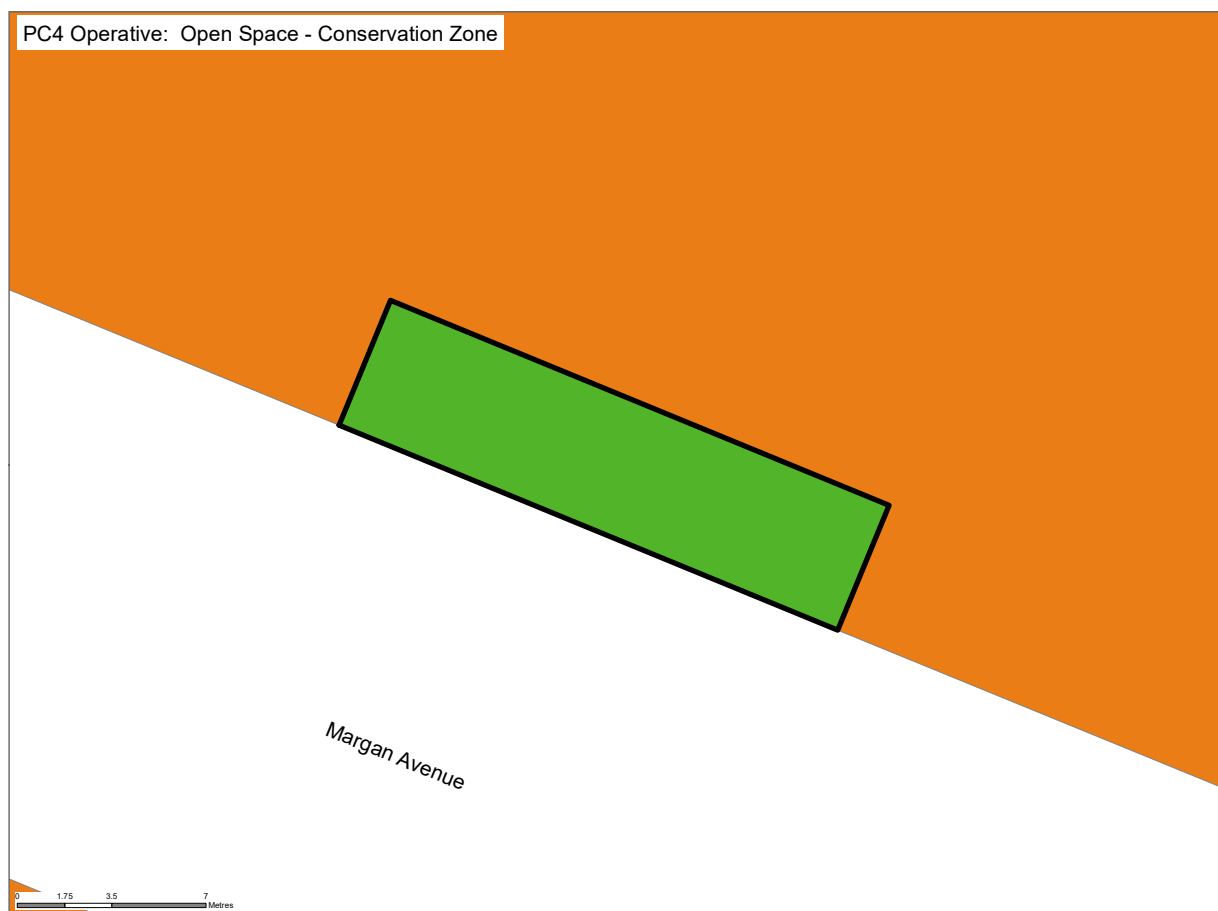 PC4 Operative:  Open Space - Conservation Zone
Margan Avenue
0 1.75 3.5 7
Metres